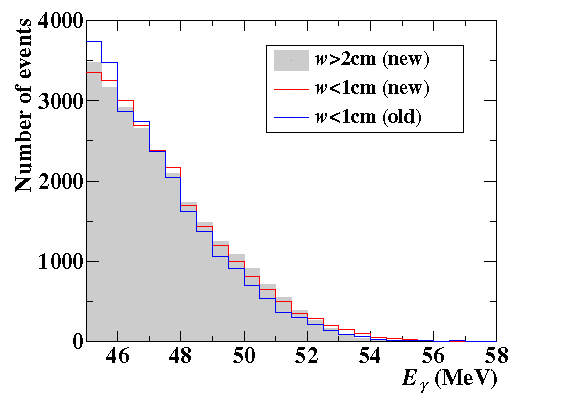 Number of events
4000
3000
2000
1000
0
w>2cm (new)
w<1cm (new)
w<1cm (old)
46 48 50 52 54 56 58
Eγ (MeV)